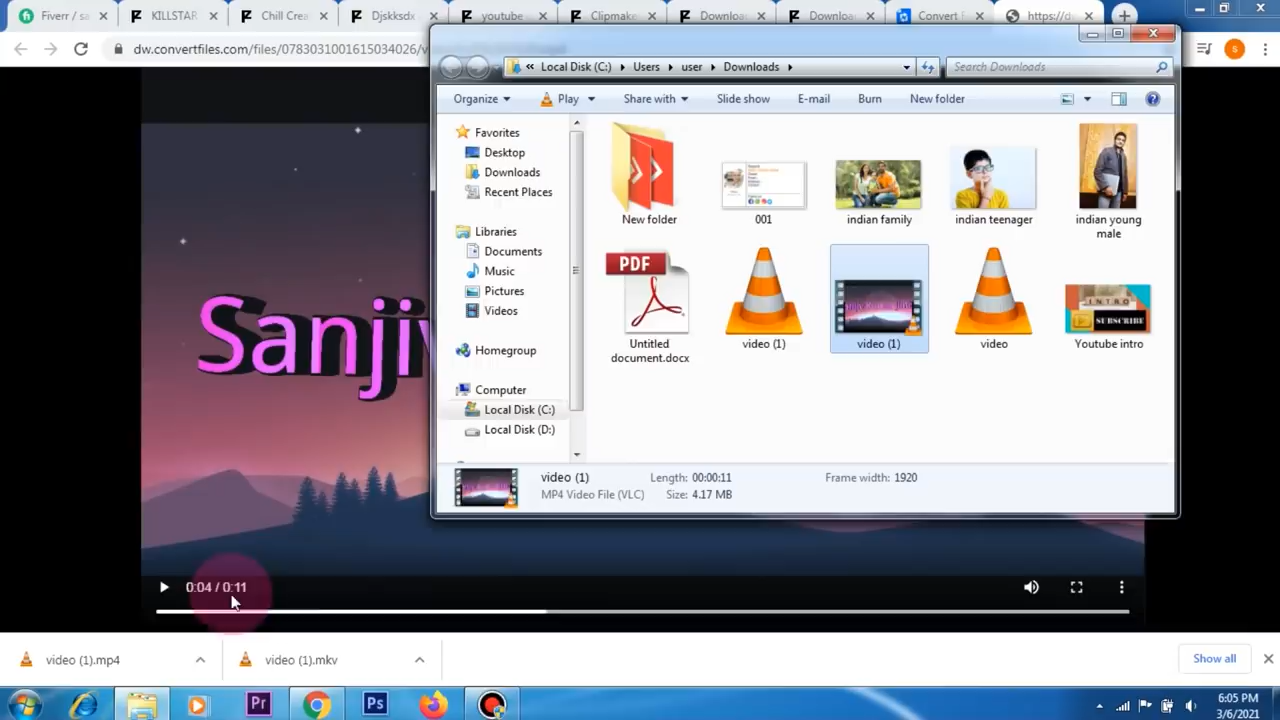 Fiverr / sa
KILLSTAR
Chill Crea
Djskksdx
youtube
Clipmake
Downloa
Downloa
Convert F
https://d
dw.convertfiles.com/files/0783031001615034026/v
S
« Local Disk (C:) Users user Downloads
Search Downloads
Organize Play Share with Slide show E-mail Burn New folder
Favorites
Desktop
Downloads
Recent Places
Libraries
Documents
Music
Pictures
Videos
Homegroup
Computer
Local Disk (C:)
Local Disk (D:)
New folder
001
indian family
indian teenager
indian young
male
PDF
Untitled
document.docx
video (1)
video (1)
video
INTRO
SUBSCRIBE
Youtube intro
video (1) Length: 00:00:11 Frame width: 1920
MP4 Video File (VLC) Size: 4.17 MB
Sanjiv
0:04 / 0:11
video (1).mp4
video (1).mkv
Show all
Pr
Ps
6:05 PM
3/6/2021